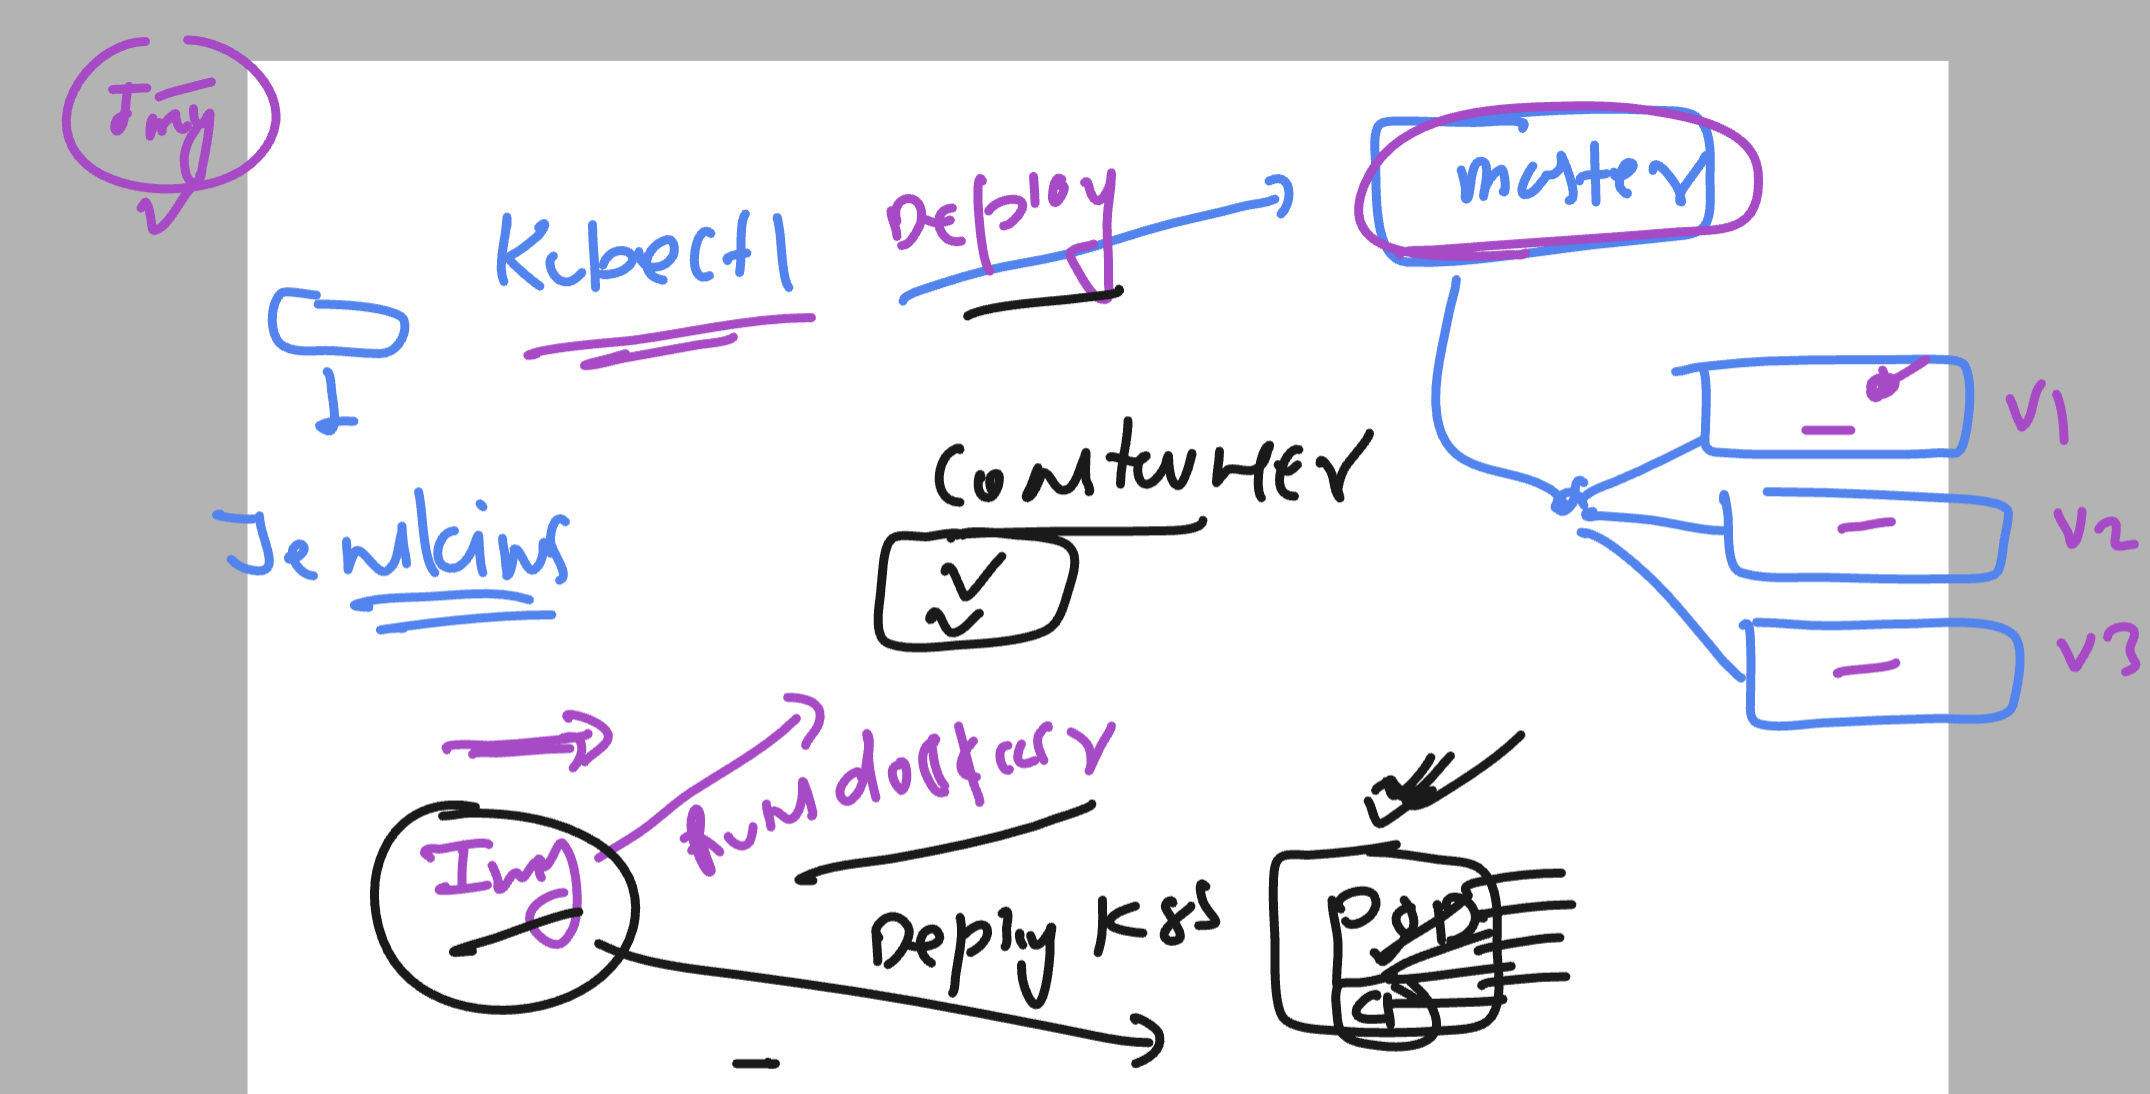 Img
Kubectl
Deploy
master
Jenkins
Container
V1
V2
V3
Img
run docker
Deploy K8s
Pod